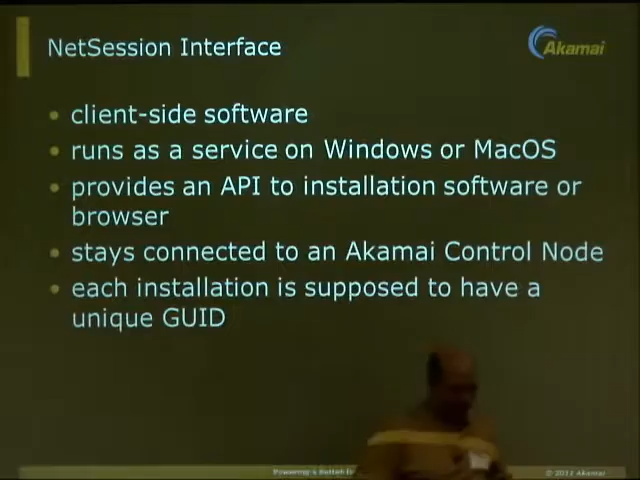 NetSession Interface
Akamai
client-side software
runs as a service on Windows or MacOS
provides an API to installation software or
browser
stays connected to an Akamai Control Node
each installation is supposed to have a
unique GUID
Powering a Better
© 2011 Akamai